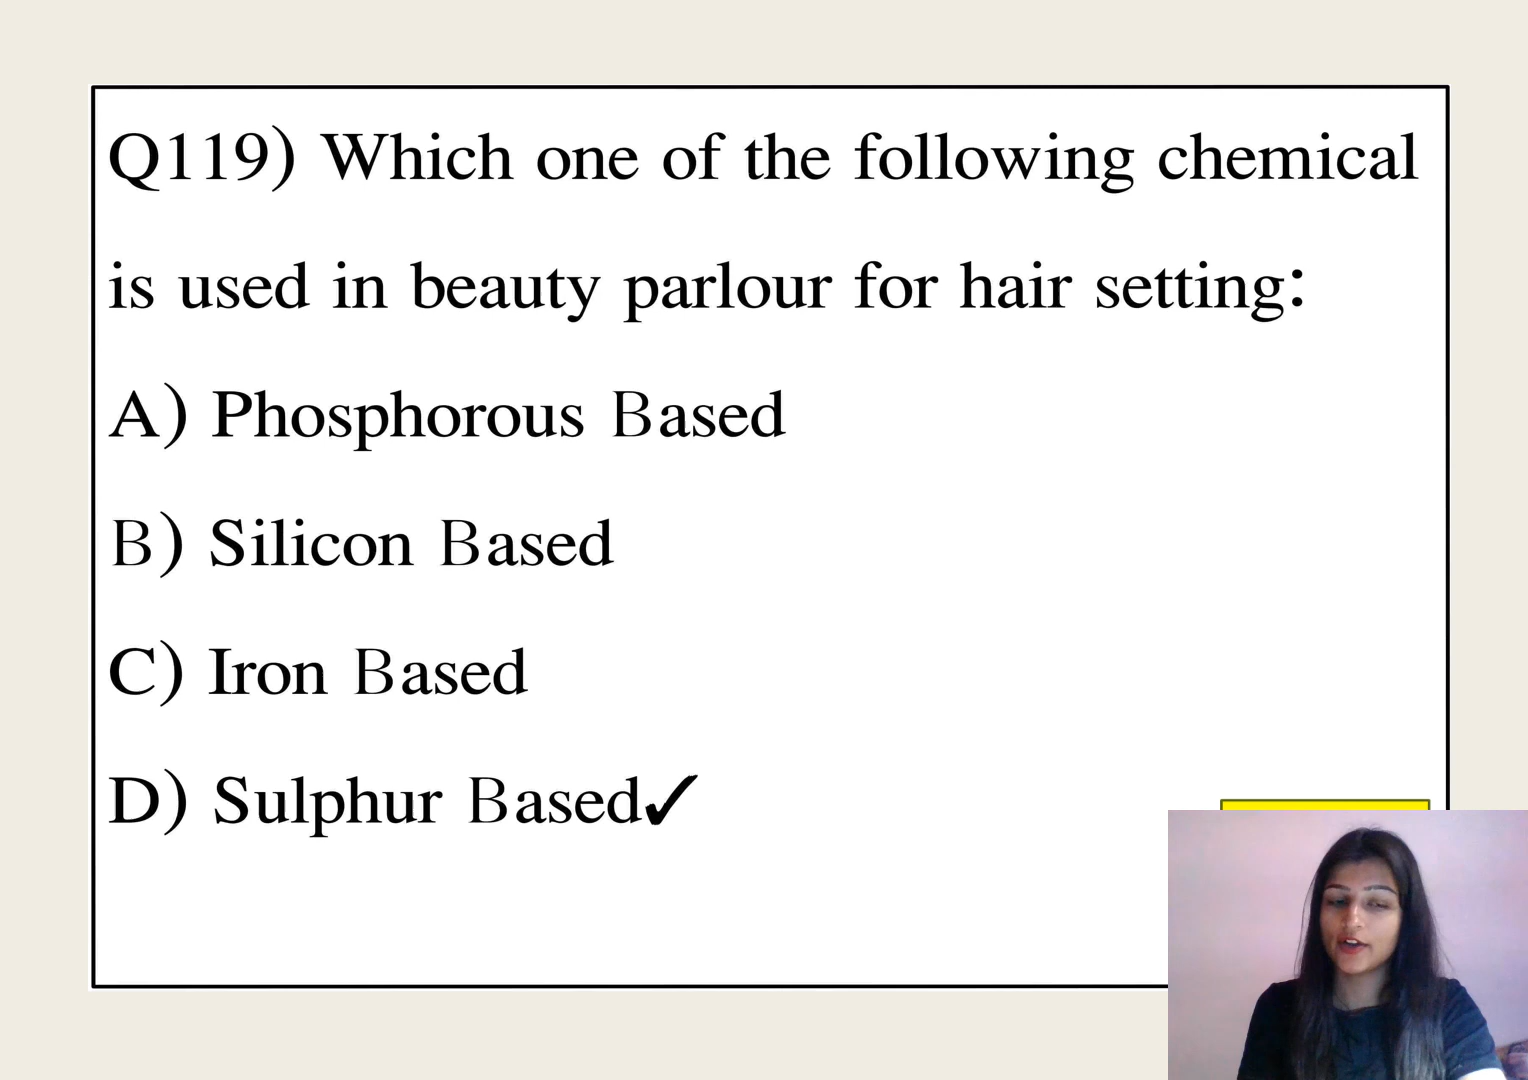 Q119) Which one of the following chemical
is used in beauty parlour for hair setting:
A) Phosphorous Based
B) Silicon Based
C) Iron Based
D) Sulphur Based✓